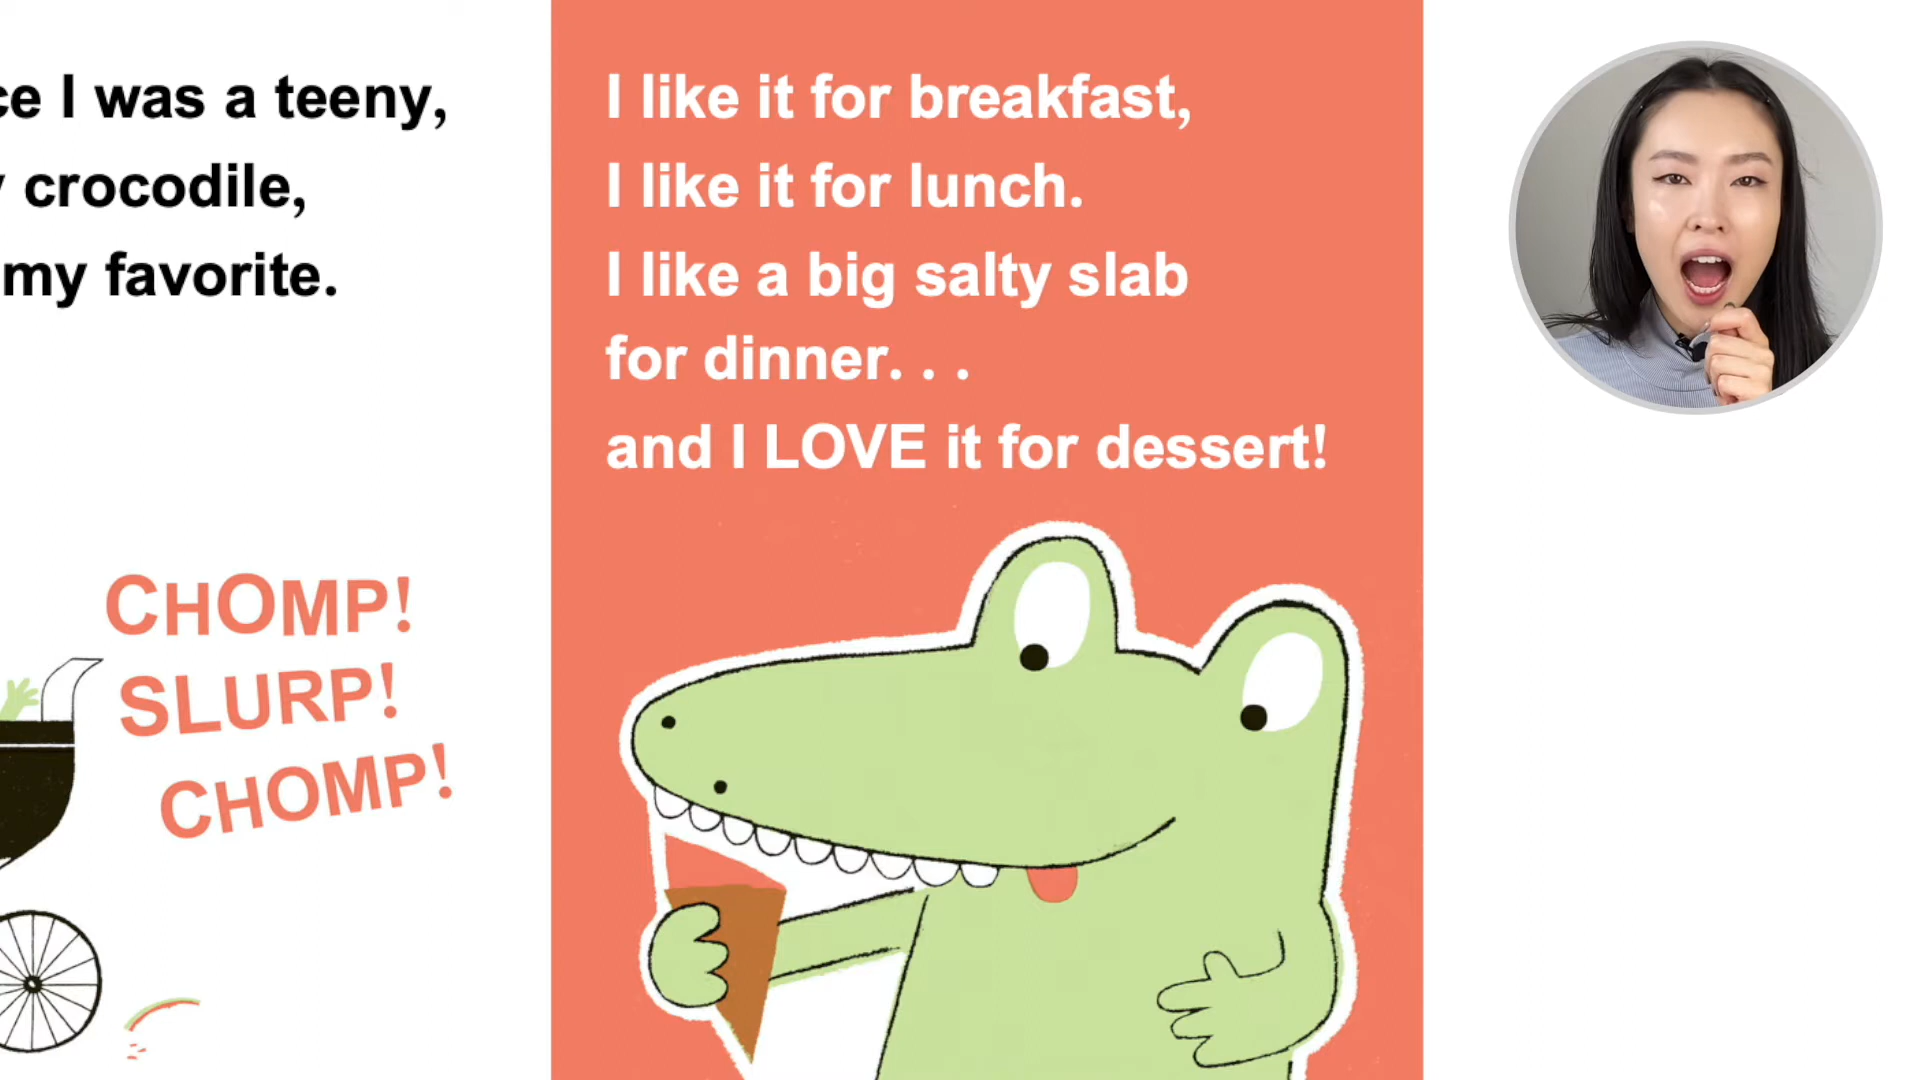 I was a teeny,
crocodile,
my favorite.
CHOMP!
SLURP!
CHOMP!
I like it for breakfast,
I like it for lunch.
I like a big salty slab
for dinner. . .
and I LOVE it for dessert!